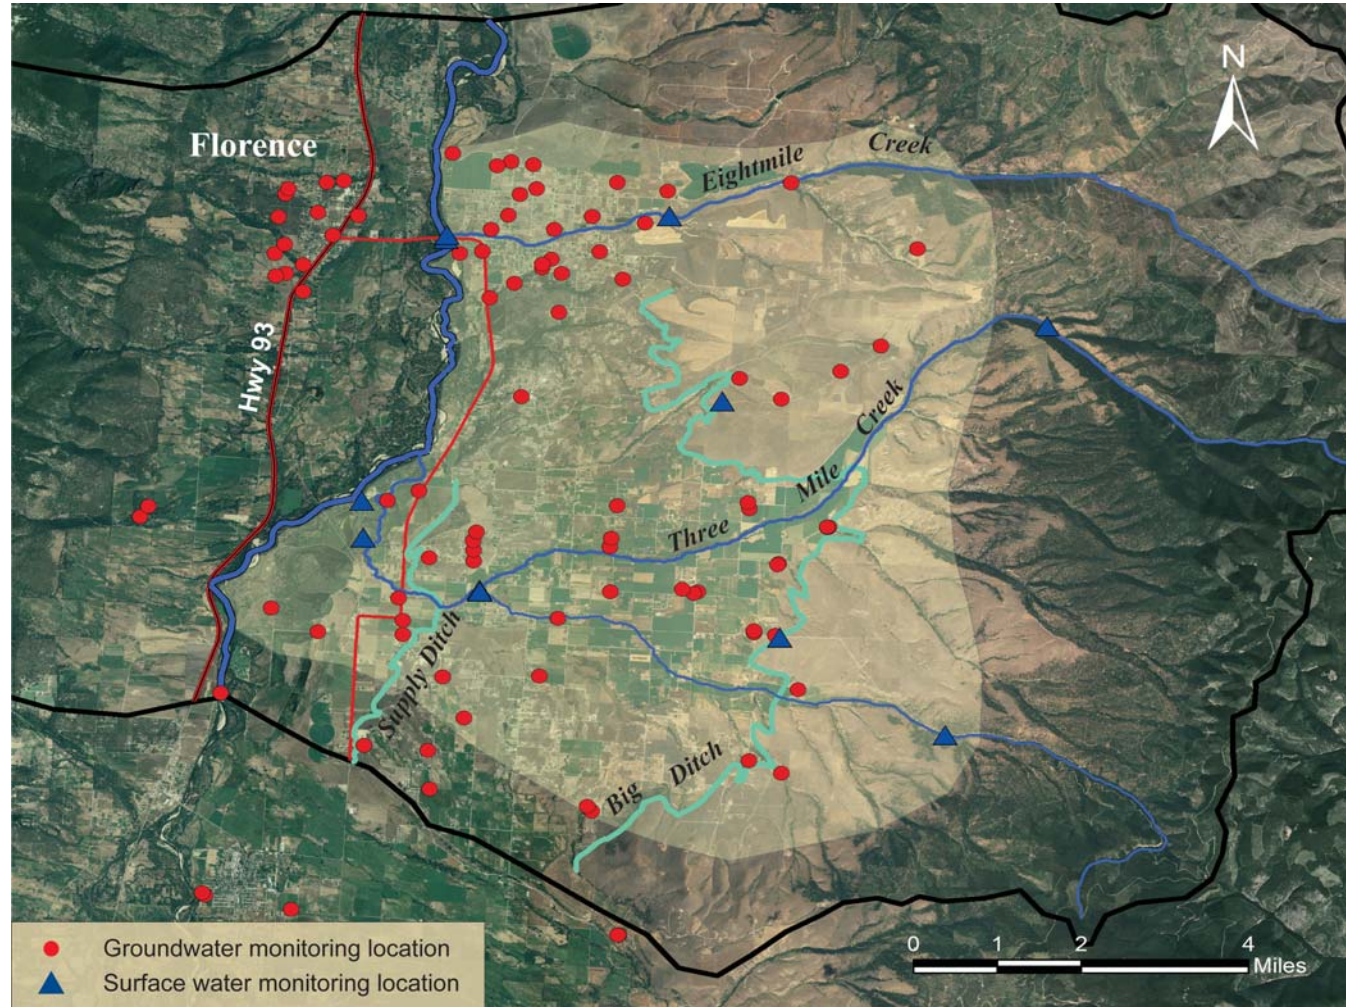 N
Florence
Eightmile Creek
Hwy 93
Three Mile Creek
Supply Ditch
Big Ditch
0 1 2 4
Miles
Groundwater monitoring location
Surface water monitoring location